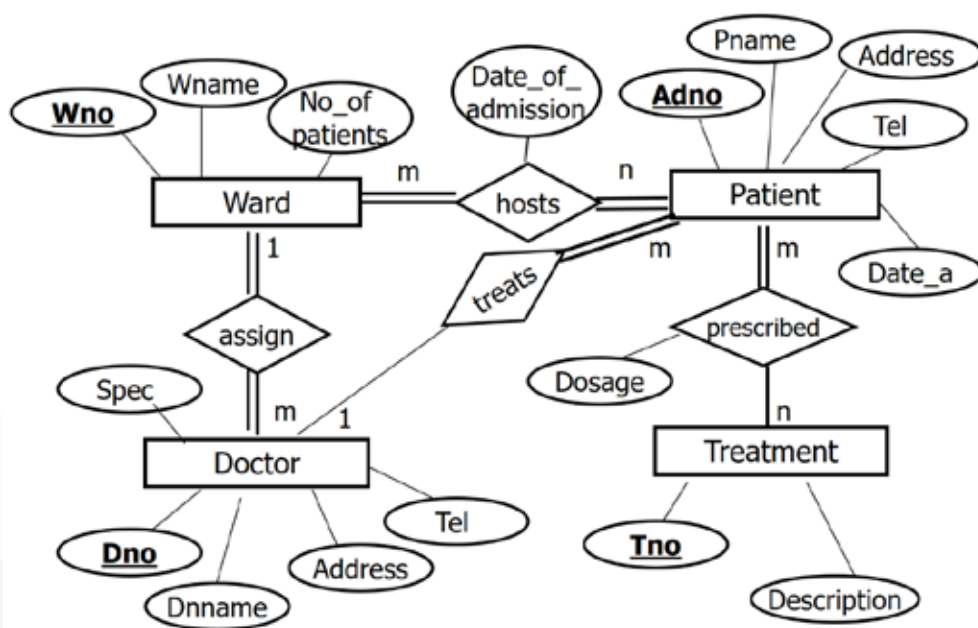 Pname
Address
Date_of_
admission
Wname
Adno
Wno
No_of
patients
Tel
m
n
Ward
hosts
Patient
1
m
m
treats
Date_a
assign
prescribed
Dosage
Spec
m
1
n
Doctor
Treatment
Tel
Dno
Address
Tno
Dnname
Description